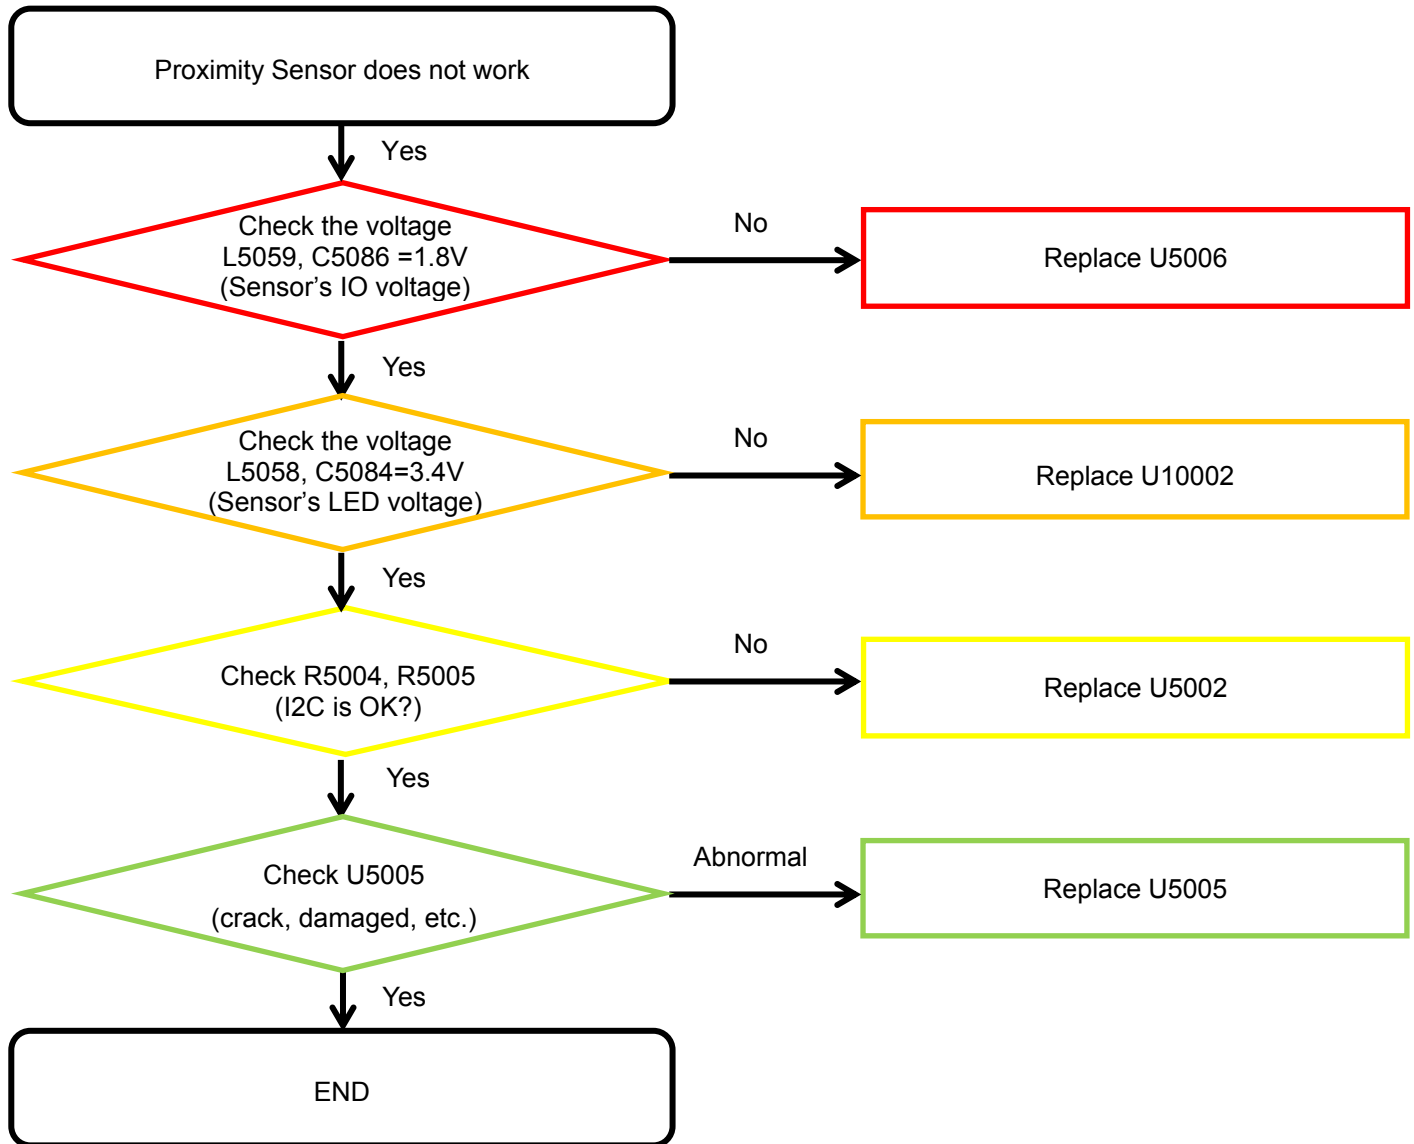 Proximity Sensor does not work
Yes
Check the voltage
L5059, C5086 =1.8V
(Sensor’s IO voltage)
No
Replace U5006
Yes
Check the voltage
L5058, C5084=3.4V
(Sensor’s LED voltage)
No
Replace U10002
Yes
Check R5004, R5005
(I2C is OK?)
No
Replace U5002
Yes
Check U5005
(crack, damaged, etc.)
Abnormal
Replace U5005
Yes
END